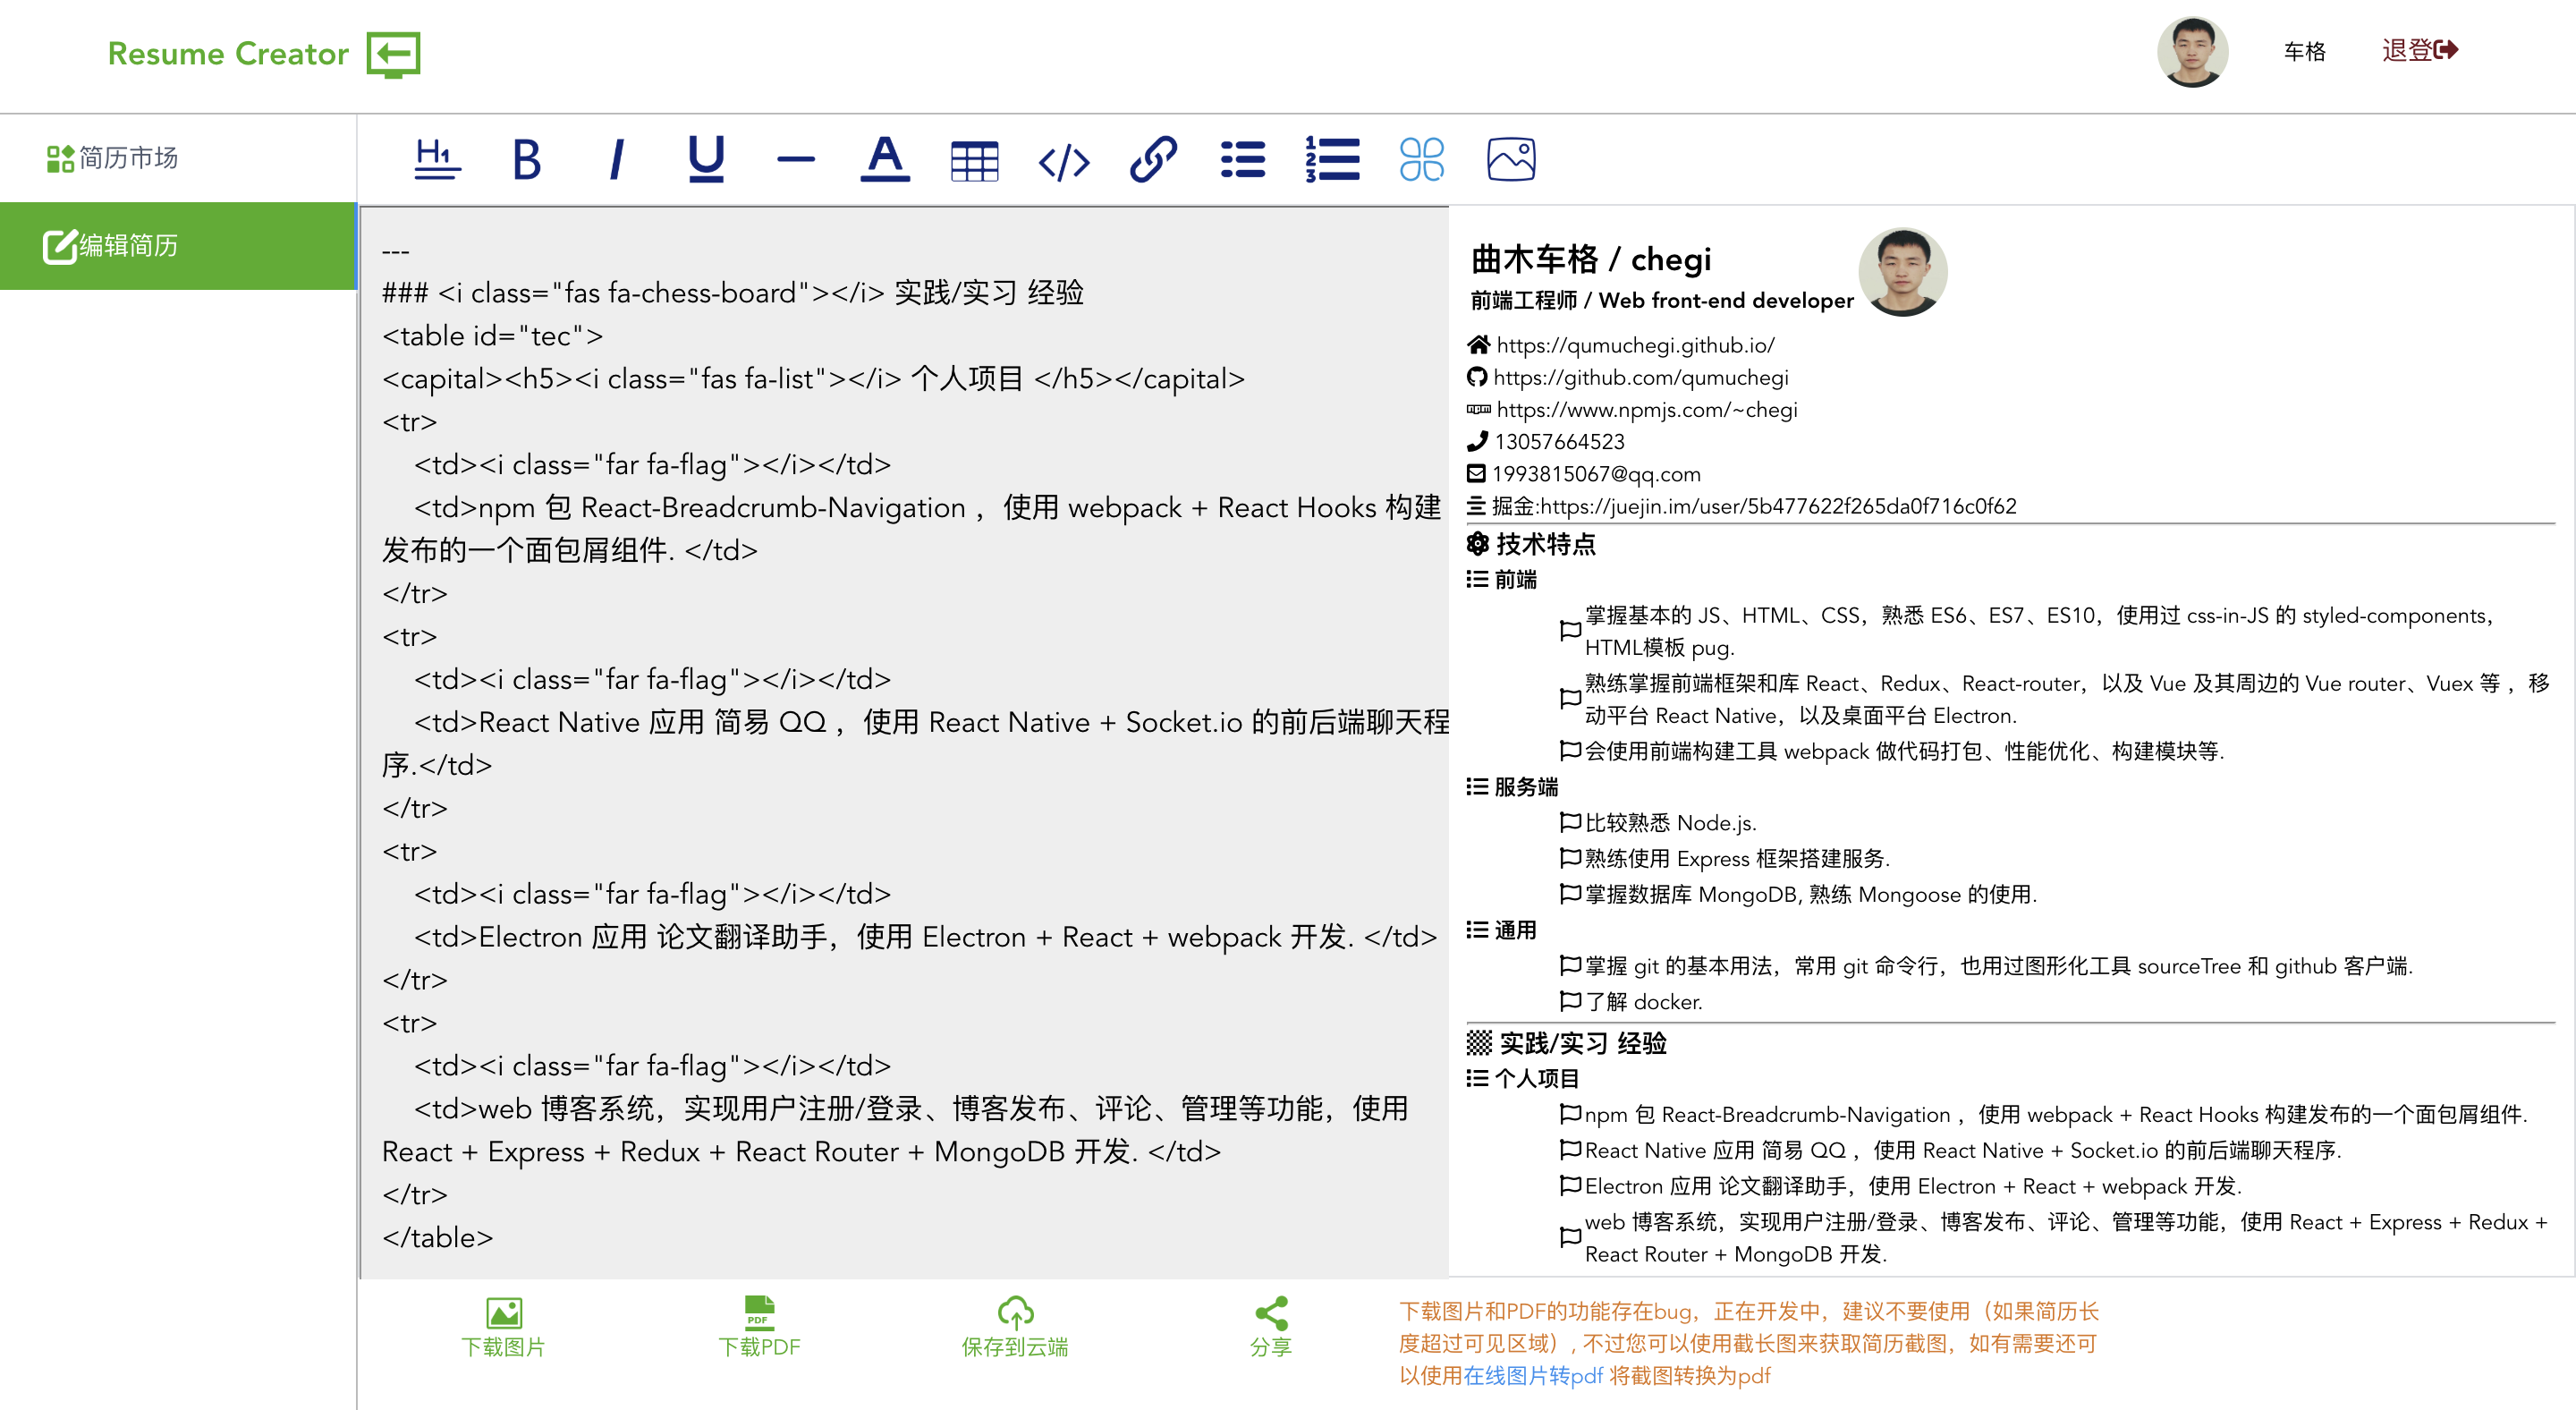 Resume Creator
车格
退登
简历市场
编辑简历
---
### <i class="fas fa-chess-board"></i> 实践/实习 经验
<table id="tec">
<capital><h5><i class="fas fa-list"></i> 个人项目 </h5></capital>
<tr>
<td><i class="far fa-flag"></i></td>
<td>npm 包 React-Breadcrumb-Navigation ，使用 webpack + React Hooks 构建
发布的一个面包屑组件. </td>
</tr>
<tr>
<td><i class="far fa-flag"></i></td>
<td>React Native 应用 简易 QQ ，使用 React Native + Socket.io 的前后端聊天程
序.</td>
</tr>
<tr>
<td><i class="far fa-flag"></i></td>
<td>Electron 应用 论文翻译助手，使用 Electron + React + webpack 开发. </td>
</tr>
<tr>
<td><i class="far fa-flag"></i></td>
<td>web 博客系统，实现用户注册/登录、博客发布、评论、管理等功能，使用
React + Express + Redux + React Router + MongoDB 开发. </td>
</tr>
</table>
曲木车格 / chegi
前端工程师 / Web front-end developer
https://qumuchegi.github.io/
https://github.com/qumuchegi
https://www.npmjs.com/~chegi
13057664523
1993815067@qq.com
掘金:https://juejin.im/user/5b477622f265da0f716c0f62
技术特点
前端
掌握基本的 JS、HTML、CSS，熟悉 ES6、ES7、ES10，使用过 css-in-JS 的 styled-components，
HTML模板 pug.
熟练掌握前端框架和库 React、Redux、React-router，以及 Vue 及其周边的 Vue router、Vuex 等 ，移
动平台 React Native，以及桌面平台 Electron.
会使用前端构建工具 webpack 做代码打包、性能优化、构建模块等.
服务端
比较熟悉 Node.js.
熟练使用 Express 框架搭建服务.
掌握数据库 MongoDB, 熟练 Mongoose 的使用.
通用
掌握 git 的基本用法，常用 git 命令行，也用过图形化工具 sourceTree 和 github 客户端.
了解 docker.
实践/实习 经验
个人项目
npm 包 React-Breadcrumb-Navigation ，使用 webpack + React Hooks 构建发布的一个面包屑组件.
React Native 应用 简易 QQ ，使用 React Native + Socket.io 的前后端聊天程序.
Electron 应用 论文翻译助手，使用 Electron + React + webpack 开发.
web 博客系统，实现用户注册/登录、博客发布、评论、管理等功能，使用 React + Express + Redux +
React Router + MongoDB 开发.
下载图片
下载PDF
保存到云端
分享
下载图片和PDF的功能存在bug，正在开发中，建议不要使用（如果简历长
度超过可见区域）, 不过您可以使用截长图来获取简历截图，如有需要还可
以使用在线图片转pdf 将截图转换为pdf